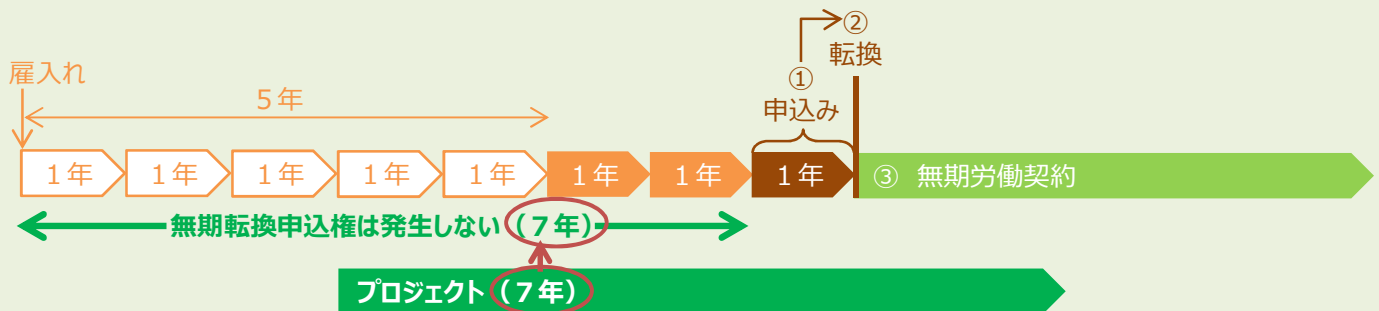 ②
転換
雇入れ
①
5年
申込み
1年 1年 1年 1年 1年 1年 1年 1年 ③ 無期労働契約
無期転換申込権は発生しない（７年）
プロジェクト（７年）